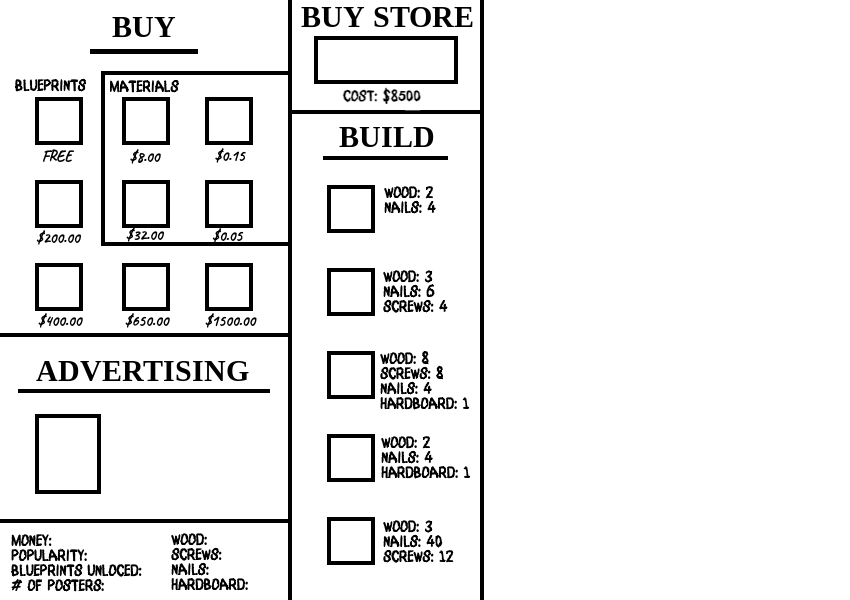 BUY
BLUEPRINTS
MATERIALS
FREE
$8.00
$0.15
$200.00
$32.00
$0.05
$400.00
$650.00
$1500.00
ADVERTISING
MONEY:
POPULARITY:
BLUEPRINTS UNLOCED:
# OF POSTERS:
WOOD:
SCREWS:
NAILS:
HARDBOARD:
BUY STORE
COST: $8500
BUILD
WOOD: 2
NAILS: 4
WOOD: 3
NAILS: 6
SCREWS: 4
WOOD: 8
SCREWS: 8
NAILS: 4
HARDBOARD: 1
WOOD: 2
NAILS: 4
HARDBOARD: 1
WOOD: 3
NAILS: 40
SCREWS: 12